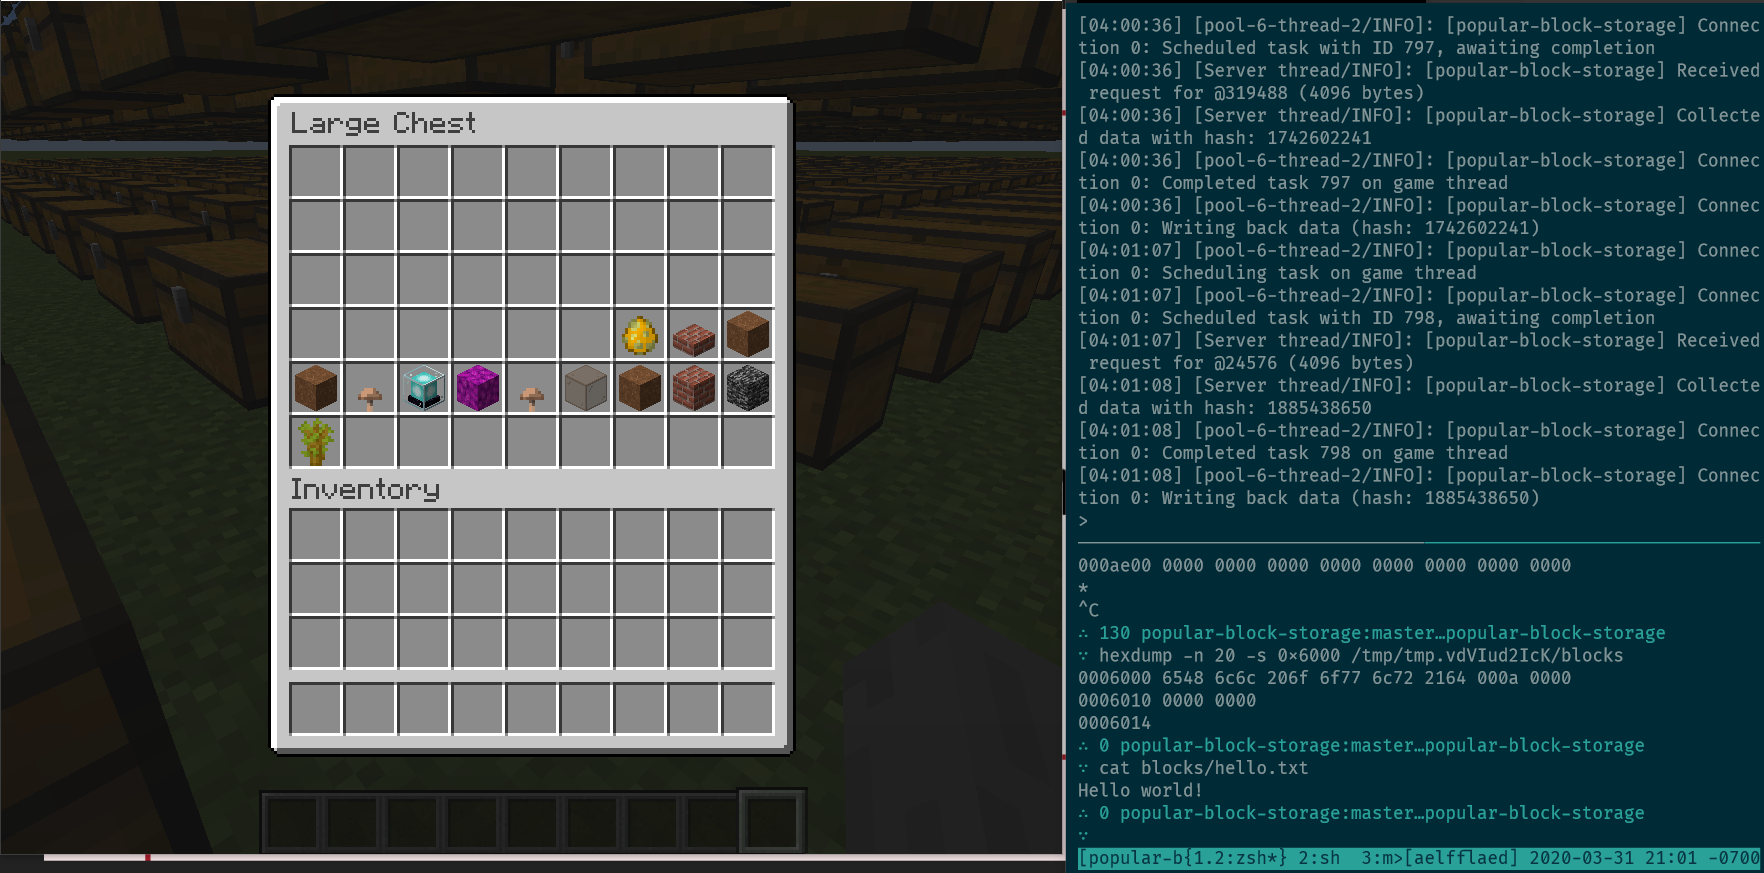 Large Chest
Inventory
[04:00:36] [pool-6-thread-2/INFO]: [popular-block-storage] Connec
tion 0: Scheduled task with ID 797, awaiting completion
[04:00:36] [Server thread/INFO]: [popular-block-storage] Received
 request for @319488 (4096 bytes)
[04:00:36] [Server thread/INFO]: [popular-block-storage] Collecte
d data with hash: 1742602241
[04:00:36] [pool-6-thread-2/INFO]: [popular-block-storage] Connec
tion 0: Completed task 797 on game thread
[04:00:36] [pool-6-thread-2/INFO]: [popular-block-storage] Connec
tion 0: Writing back data (hash: 1742602241)
[04:01:07] [pool-6-thread-2/INFO]: [popular-block-storage] Connec
tion 0: Scheduling task on game thread
[04:01:07] [pool-6-thread-2/INFO]: [popular-block-storage] Connec
tion 0: Scheduled task with ID 798, awaiting completion
[04:01:07] [Server thread/INFO]: [popular-block-storage] Received
 request for @24576 (4096 bytes)
[04:01:08] [Server thread/INFO]: [popular-block-storage] Collecte
d data with hash: 1885438650
[04:01:08] [pool-6-thread-2/INFO]: [popular-block-storage] Connec
tion 0: Completed task 798 on game thread
[04:01:08] [pool-6-thread-2/INFO]: [popular-block-storage] Connec
tion 0: Writing back data (hash: 1885438650)
>
000ae00 0000 0000 0000 0000 0000 0000 0000 0000
*
^C
∴ 130 popular-block-storage:master…popular-block-storage
∵ hexdump -n 20 -s 0×6000 /tmp/tmp.vdVIud2IcK/blocks
0006000 6548 6c6c 206f 6f77 6c72 2164 000a 0000
0006010 0000 0000
0006014
∴ 0 popular-block-storage:master…popular-block-storage
∵ cat blocks/hello.txt
Hello world!
∴ 0 popular-block-storage:master…popular-block-storage
∵
[popular-b{1.2:zsh*} 2:sh  3:m>[aelfflaed] 2020-03-31 21:01 -0700